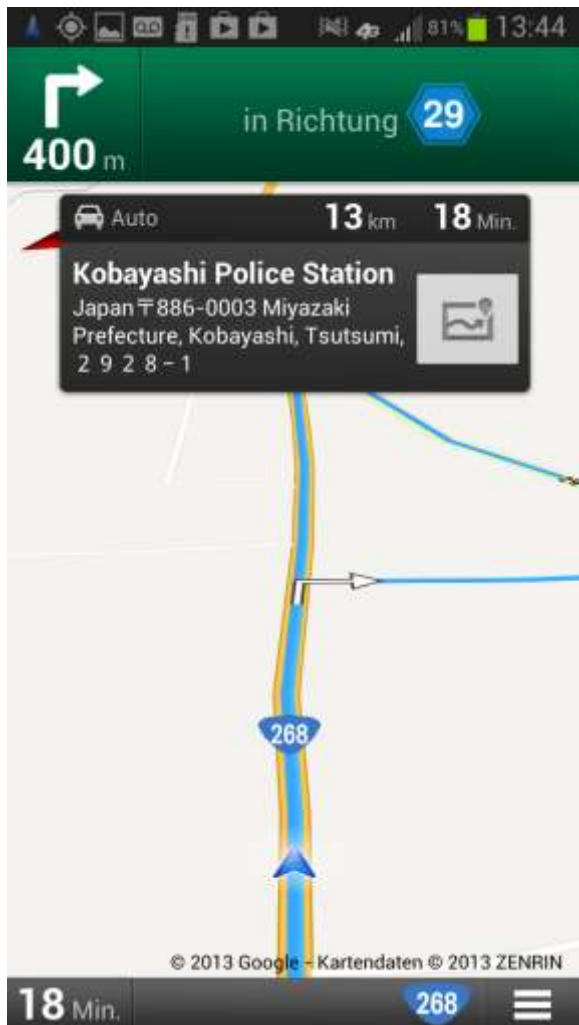 81% 13:44
400 m
in Richtung 29
Auto 13 km 18 Min.
Kobayashi Police Station
Japan〒886-0003 Miyazaki
Prefecture, Kobayashi, Tsutsumi,
２９２８−１
268
© 2013 Google - Kartendaten © 2013 ZENRIN
18 Min. 268